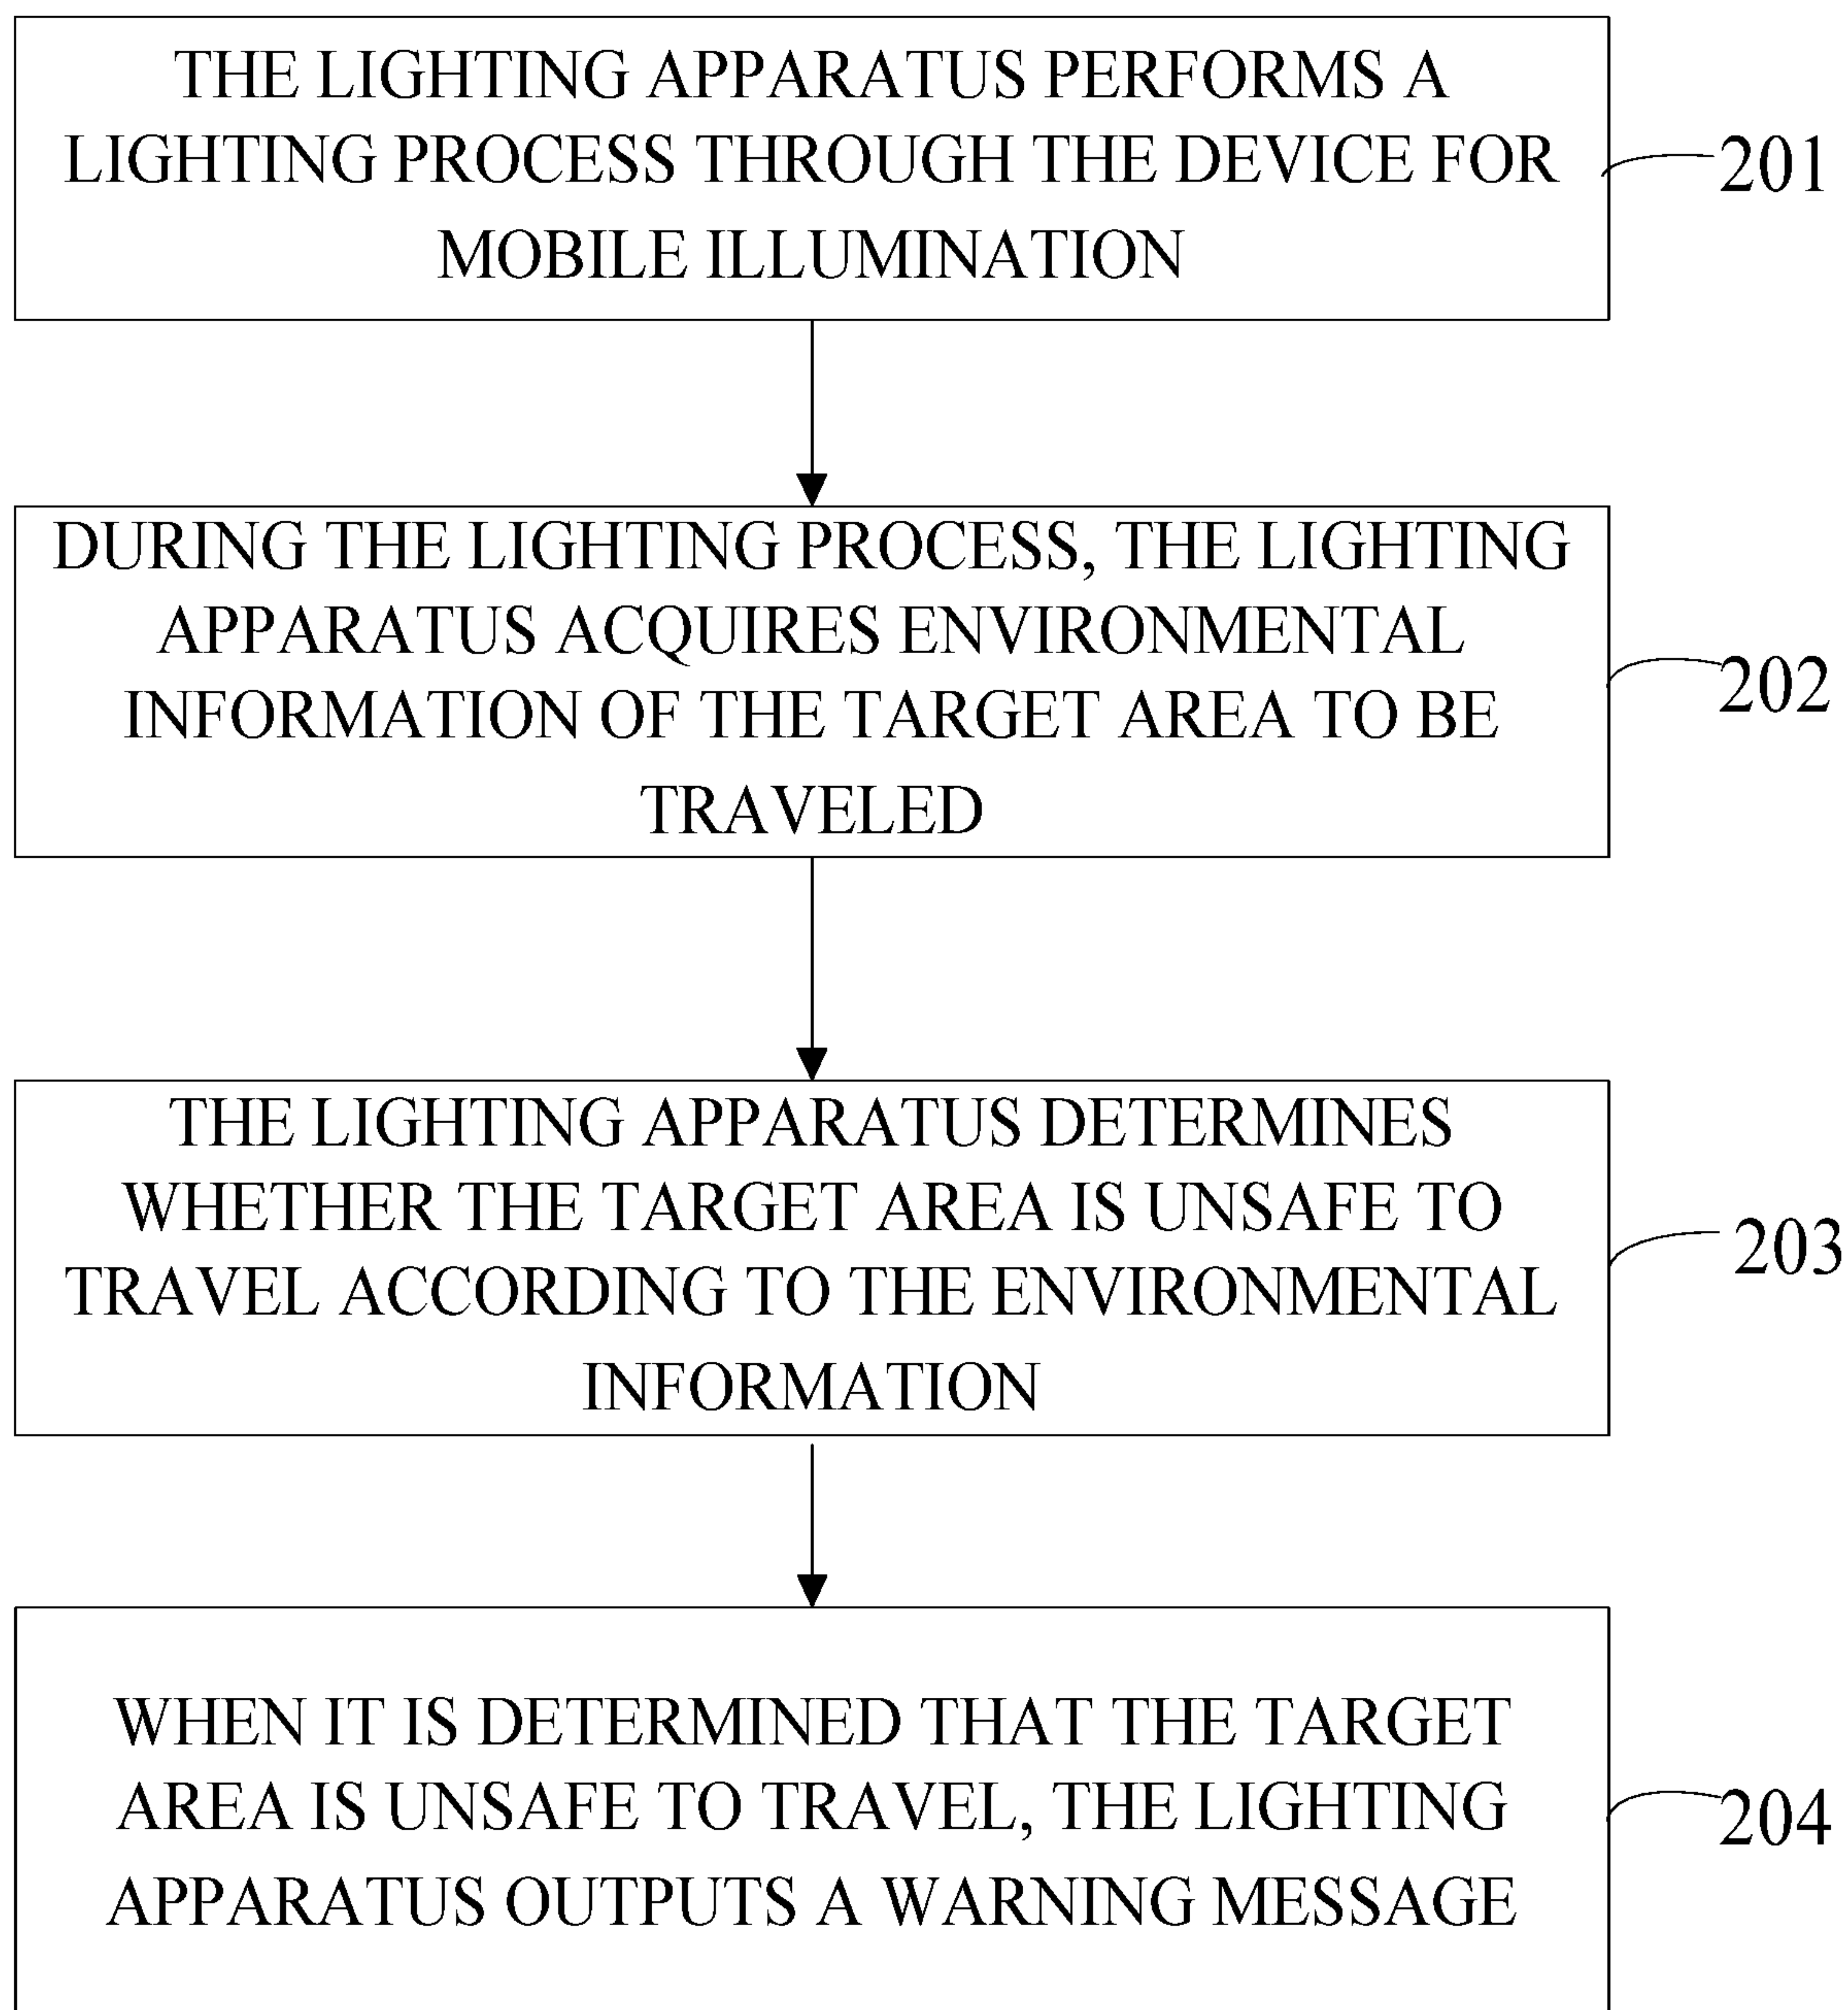 THE LIGHTING APPARATUS PERFORMS A
LIGHTING PROCESS THROUGH THE DEVICE FOR
MOBILE ILLUMINATION
201
DURING THE LIGHTING PROCESS, THE LIGHTING
APPARATUS ACQUIRES ENVIRONMENTAL
INFORMATION OF THE TARGET AREA TO BE
TRAVELED
202
THE LIGHTING APPARATUS DETERMINES
WHETHER THE TARGET AREA IS UNSAFE TO
TRAVEL ACCORDING TO THE ENVIRONMENTAL
INFORMATION
203
WHEN IT IS DETERMINED THAT THE TARGET
AREA IS UNSAFE TO TRAVEL, THE LIGHTING
APPARATUS OUTPUTS A WARNING MESSAGE
204